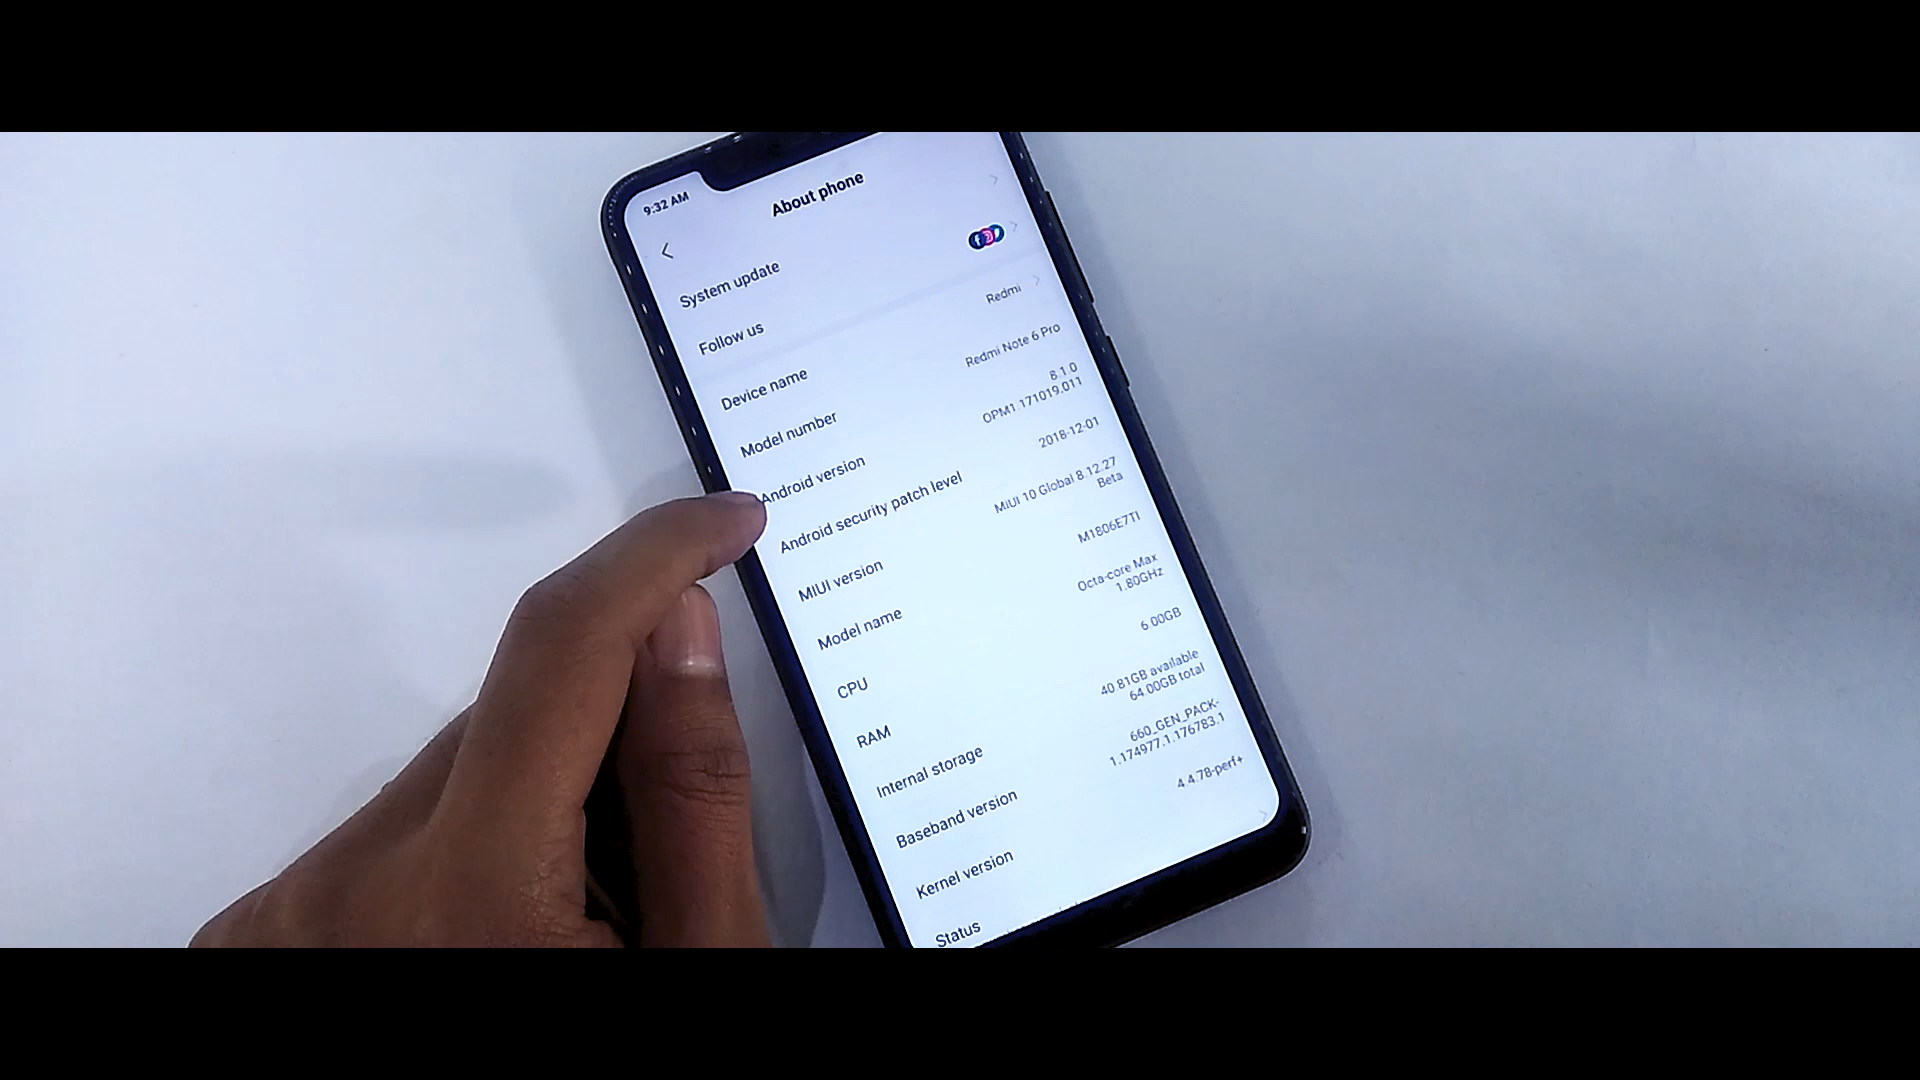 9:32 AM
About phone
System update
Follow us
Device name
Redmi
Model number
Redmi Note 6 Pro
Android version
8.1.0
OPM1.171019.011
Android security patch level
2018-12-01
MIUI version
MIUI 10 Global 8.12.27
Beta
Model name
M1806E7TI
CPU
Octa-core Max
1.80GHz
RAM
6.00GB
Internal storage
40.81GB available
64.00GB total
Baseband version
660_GEN_PACK-
1.174977.1.176783.1
Kernel version
4.4.78-perf+
Status